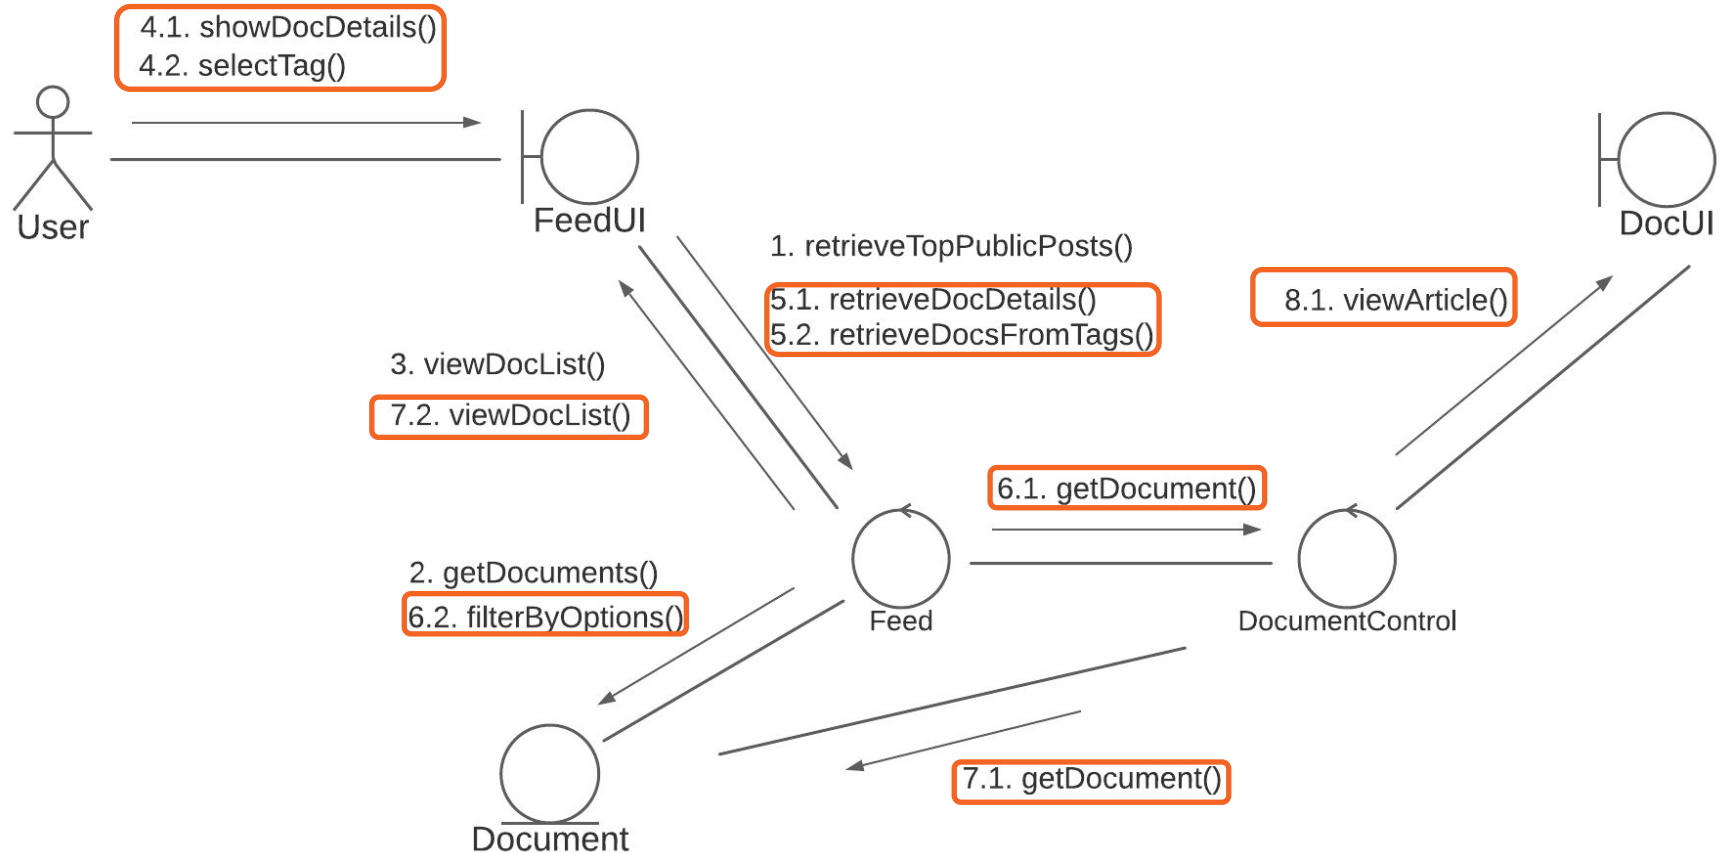 4.1. showDocDetails()
4.2. selectTag()
User
FeedUI
DocUI
1. retrieveTopPublicPosts()
5.1. retrieveDocDetails()
5.2. retrieveDocsFromTags()
8.1. viewArticle()
3. viewDocList()
7.2. viewDocList()
6.1. getDocument()
2. getDocuments()
6.2. filterByOptions()
Feed
DocumentControl
7.1. getDocument()
Document